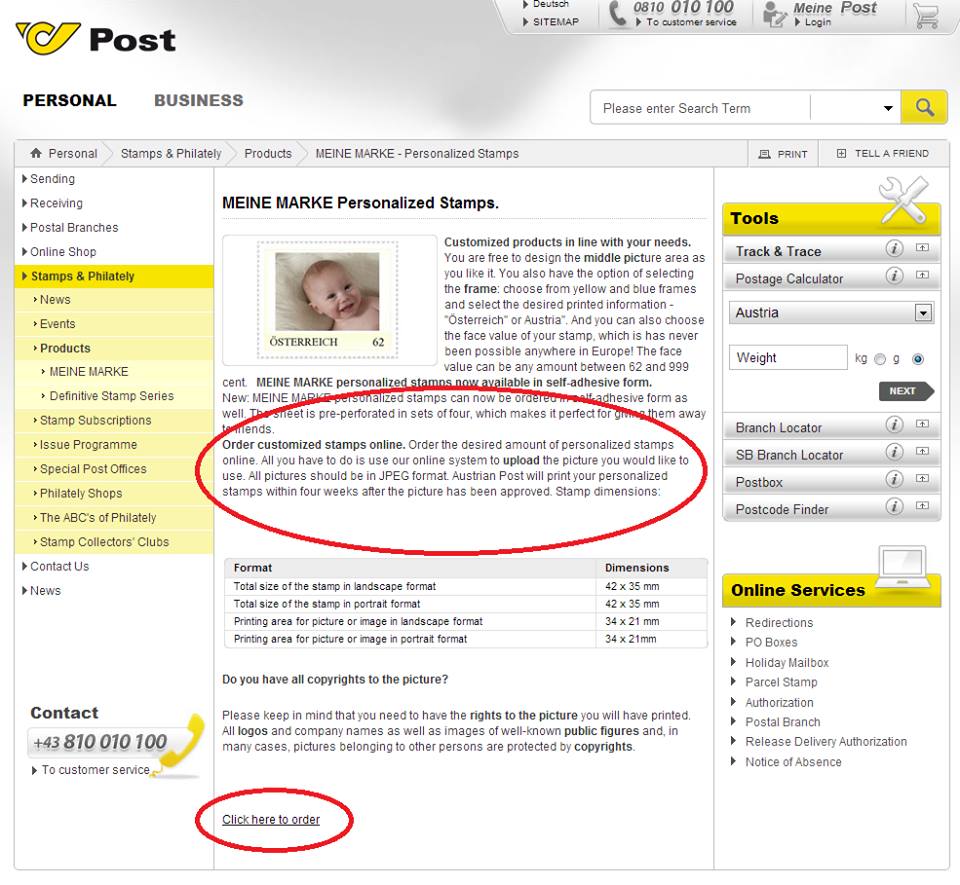 Deutsch
SITEMAP
0810 010 100
To customer service
Meine Post
Login
Post
PERSONAL
BUSINESS
Please enter Search Term
Personal
Stamps & Philately
Products
MEINE MARKE - Personalized Stamps
PRINT
TELL A FRIEND
Sending
Receiving
Postal Branches
Online Shop
Stamps & Philately
News
Events
Products
MEINE MARKE
Definitive Stamp Series
Stamp Subscriptions
Issue Programme
Special Post Offices
Philately Shops
The ABC's of Philately
Stamp Collectors' Clubs
Contact Us
News
Contact
+43 810 010 100
To customer service
MEINE MARKE Personalized Stamps.
ÖSTERREICH 62
Customized products in line with your needs.
You are free to design the middle picture area as
you like it. You also have the option of selecting
the frame: choose from yellow and blue frames
and select the desired printed information -
"Österreich" or Austria". And you can also choose
the face value of your stamp, which is has never
been possible anywhere in Europe! The face
value can be any amount between 62 and 999
cent. MEINE MARKE personalized stamps now available in self-adhesive form.
New: MEINE MARKE personalized stamps can now be ordered in self-adhesive form as
well. The sheet is pre-perforated in sets of four, which makes it perfect for giving them away
to friends.
Order customized stamps online. Order the desired amount of personalized stamps
online. All you have to do is use our online system to upload the picture you would like to
use. All pictures should be in JPEG format. Austrian Post will print your personalized
stamps within four weeks after the picture has been approved. Stamp dimensions:
Format Dimensions
Total size of the stamp in landscape format 42 x 35 mm
Total size of the stamp in portrait format 42 x 35 mm
Printing area for picture or image in landscape format 34 x 21 mm
Printing area for picture or image in portrait format 34 x 21mm
Do you have all copyrights to the picture?
Please keep in mind that you need to have the rights to the picture you will have printed.
All logos and company names as well as images of well-known public figures and, in
many cases, pictures belonging to other persons are protected by copyrights.
Click here to order
Tools
Track & Trace
Postage Calculator
Austria
Weight kg g
NEXT
Branch Locator
SB Branch Locator
Postbox
Postcode Finder
Online Services
Redirections
PO Boxes
Holiday Mailbox
Parcel Stamp
Authorization
Postal Branch
Release Delivery Authorization
Notice of Absence